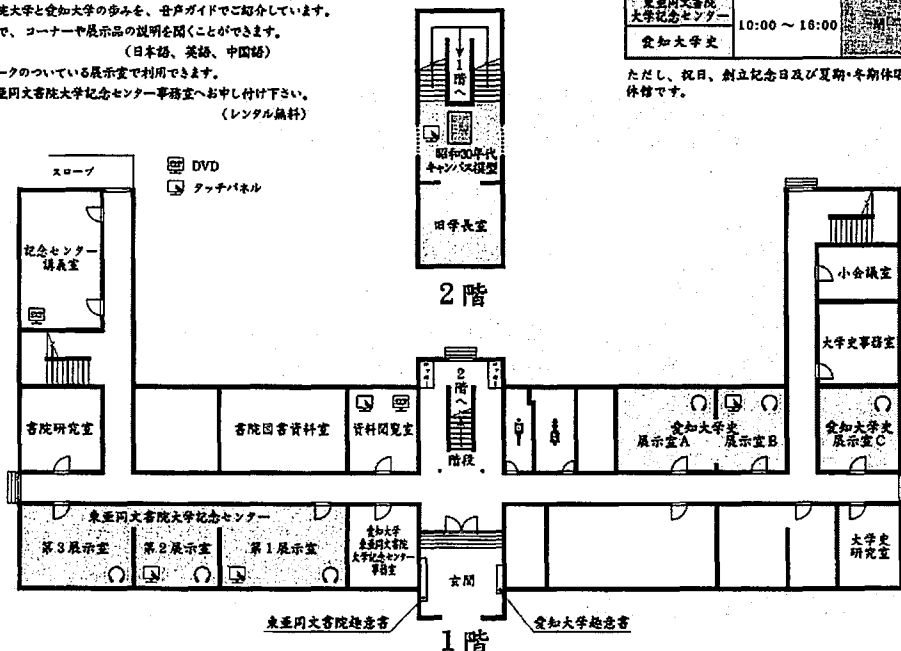 院大学と愛知大学の歩みを、音声ガイドでご紹介しています。
で、コーナーや展示品の説明を聞くことができます。
(日本語、英語、中国語)
ークのついている展示室で利用できます。
亜同文書院大学記念センター事務室へお申し付け下さい。
(レンタル無料)
東亜同文書院
大学記念センター
10:00 ～ 16:00
愛知大学史
ただし、祝日、創立記念日及び夏期・冬期休暇
休館です。
DVD
タッチパネル
1階へ
昭和30年代
キャンパス模型
旧学長室
2階
スロープ
記念センター
講義室
小会議室
大学史事務室
書院研究室
書院図書資料室
資料閲覧室
2階へ
階段
愛知大学史
展示室A
展示室B
愛知大学史
展示室C
東亜同文書院大学記念センター
第3展示室
第2展示室
第1展示室
愛知大学
東亜同文書院
大学記念センター
事務室
玄関
大学史
研究室
東亜同文書院趣意書
愛知大学趣意書
1階